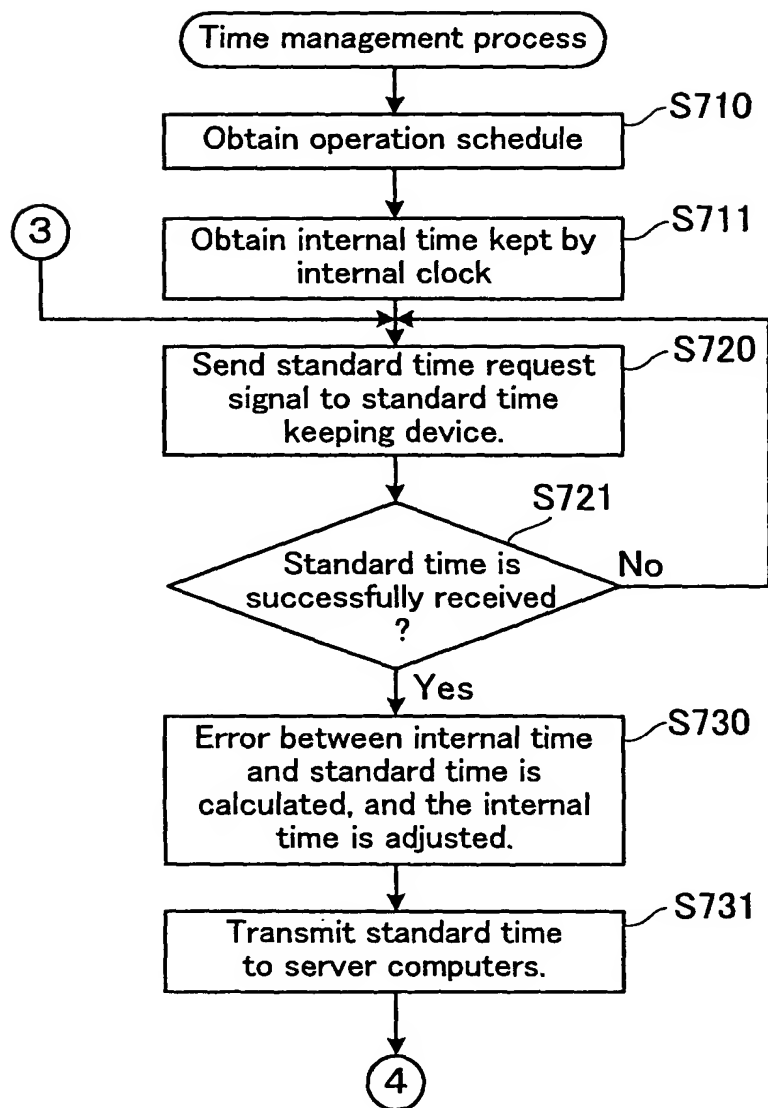 Time management process
S710
Obtain operation schedule
S711
3
Obtain internal time kept by
internal clock
S720
Send standard time request
signal to standard time
keeping device.
S721
Standard time is
successfully received
?
No
Yes
S730
Error between internal time
and standard time is
calculated, and the internal
time is adjusted.
S731
Transmit standard time
to server computers.
4